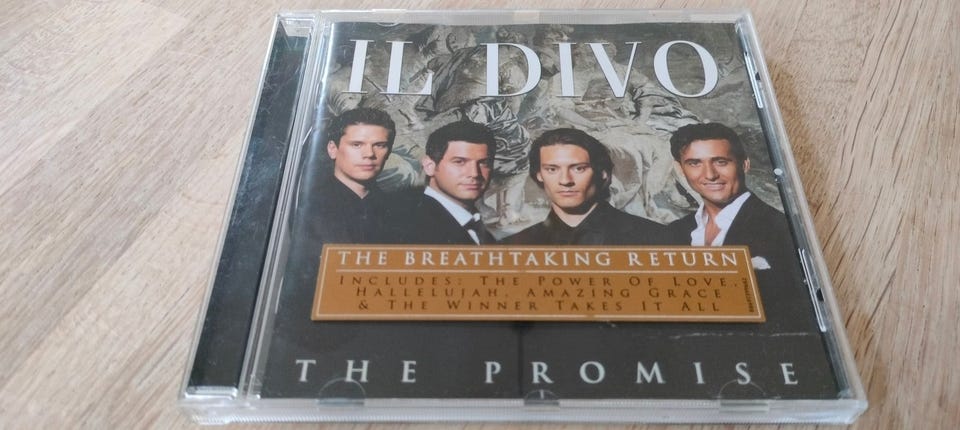 IL DIVO
THE BREATHTAKING RETURN
INCLUDES: THE POWER OF LOVE,
HALLELUJAH, AMAZING GRACE
& THE WINNER TAKES IT ALL
THE PROMISE